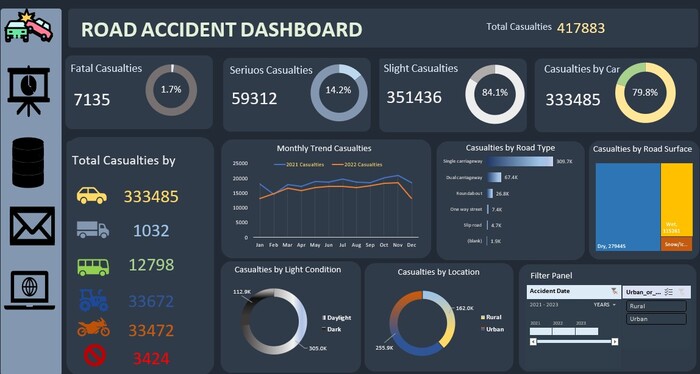 ROAD ACCIDENT DASHBOARD
Total Casualties 417883
Fatal Casualties
7135
1.7%
Seriuos Casualties
59312
14.2%
Slight Casualties
351436
84.1%
Casualties by Car
333485
79.8%
Total Casualties by
333485
1032
12798
33672
33472
3424
Monthly Trend Casualties
2021 Casualties
2022 Casualties
25000
20000
15000
10000
5000
0
Jan Feb Mar Apr May Jun Jul Aug Sep Oct Nov Dec
Casualties by Road Type
Single carriageway 309.7K
Dual carriageway 67.4K
Roundabout 26.8K
One way street 7.4K
Slip road 4.7K
(blank) 1.9K
Casualties by Road Surface
Dry, 279445
Wet,
Snow/Ic...
Casualties by Light Condition
112.9K
305.0K
Daylight
Dark
Casualties by Location
162.0K
255.9K
Rural
Urban
Filter Panel
Accident Date
2021 - 2023
YEARS
2021 2022 2023
Urban_or_...
Rural
Urban